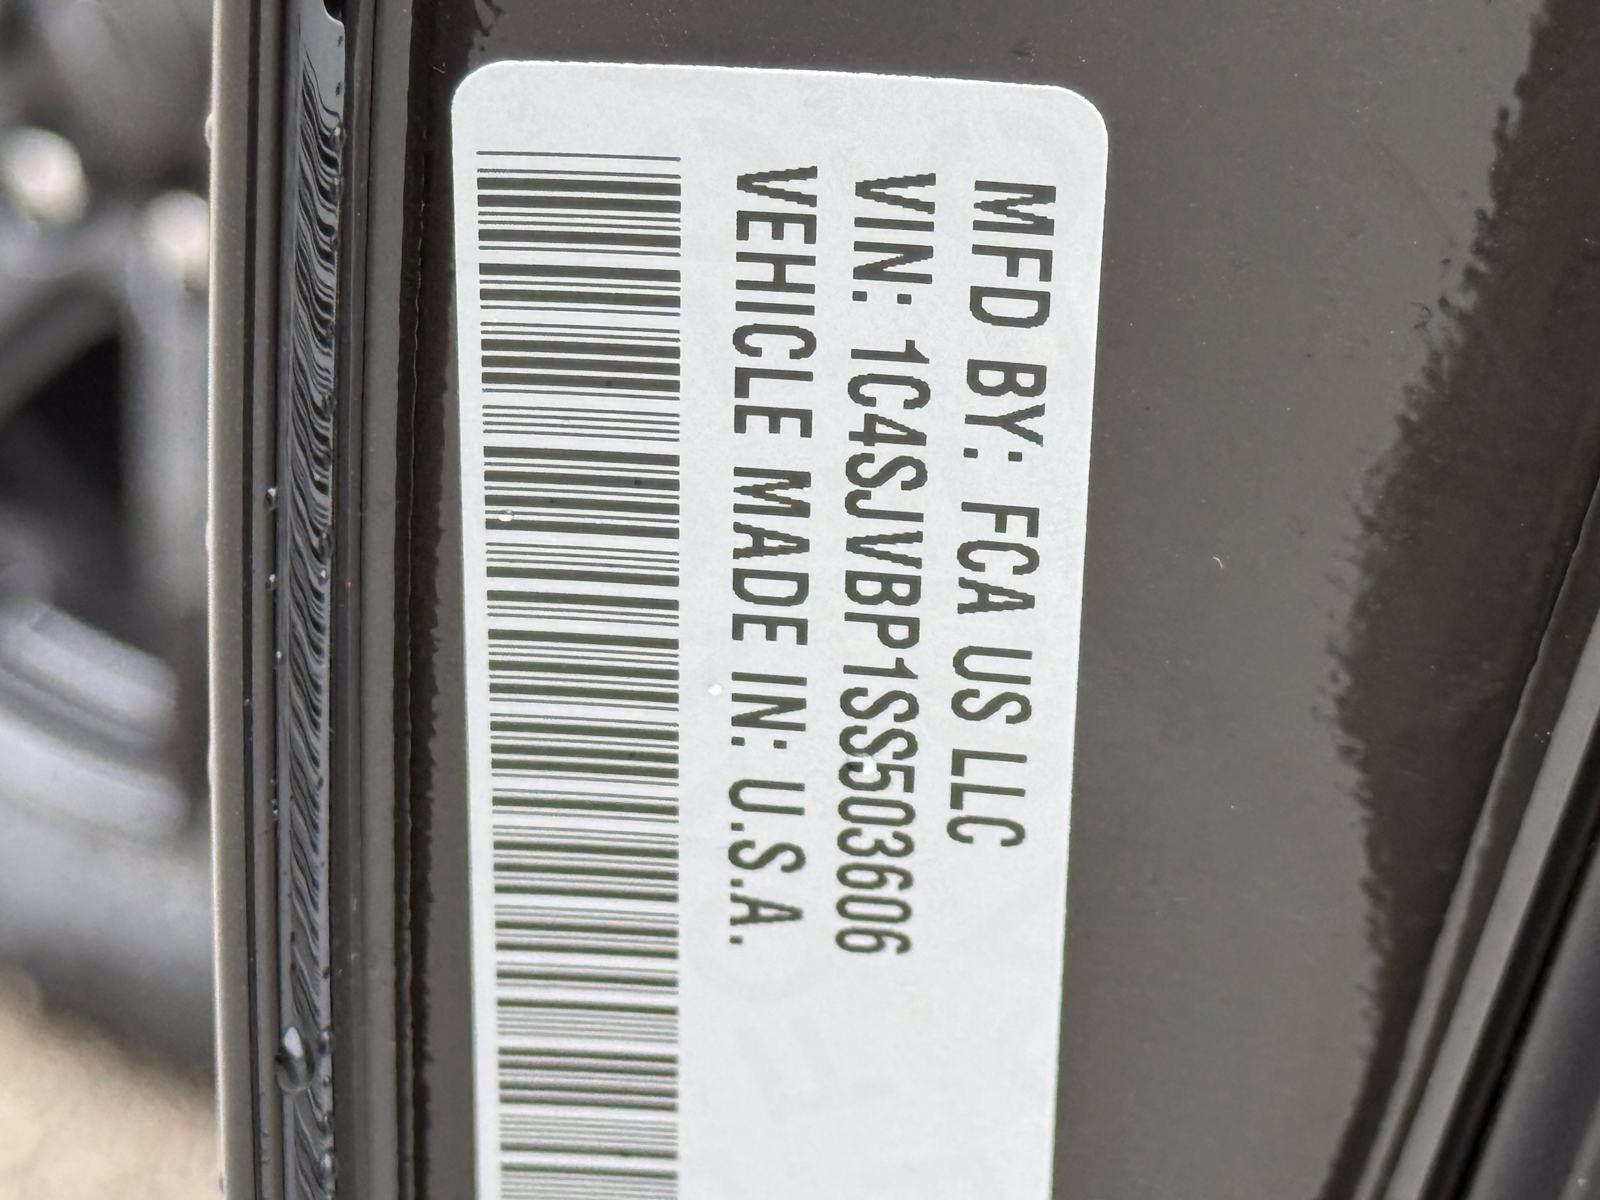 MFD BY: FCA US LLC
VIN: 1C4SJVBP1SS503606
VEHICLE MADE IN: U.S.A.